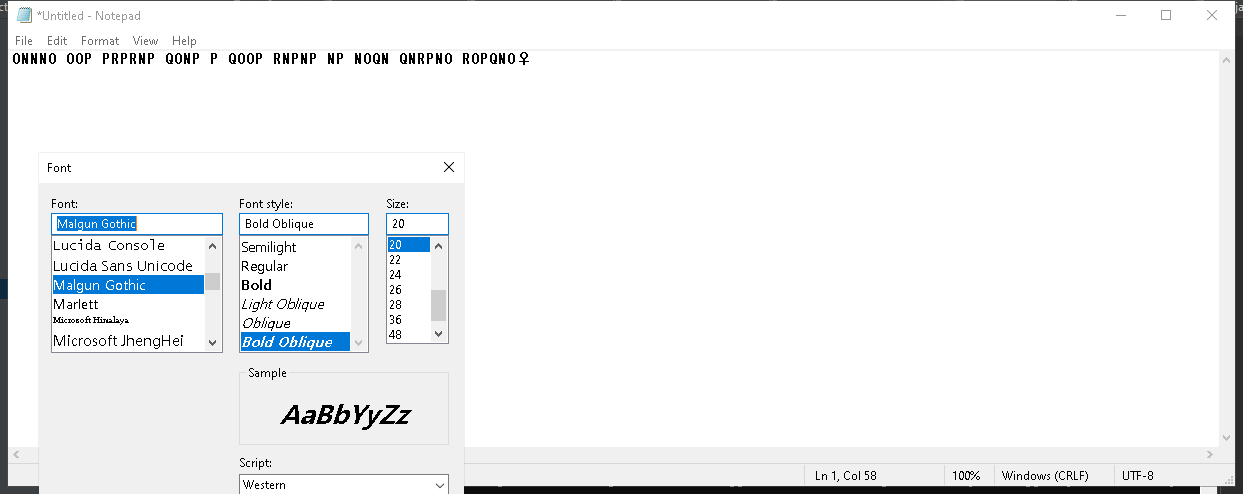 *Untitled - Notepad
File Edit Format View Help
ONNNO OOP PRPRNP QONP P QOOP RNPNP NP NOQN QNRPNO ROPQNO♀
Font
Font: Font style: Size:
Malgun Gothic Bold Oblique 20
Lucida Console Semilight 20
Lucida Sans Unicode Regular 22
Malgun Gothic Bold 24
Marlett Light Oblique 26
Microsoft Himalaya Oblique 28
Microsoft JhengHei Bold Oblique 36
48
Sample
AaBbYyZz
Script:
Western
Ln 1, Col 58 100% Windows (CRLF) UTF-8